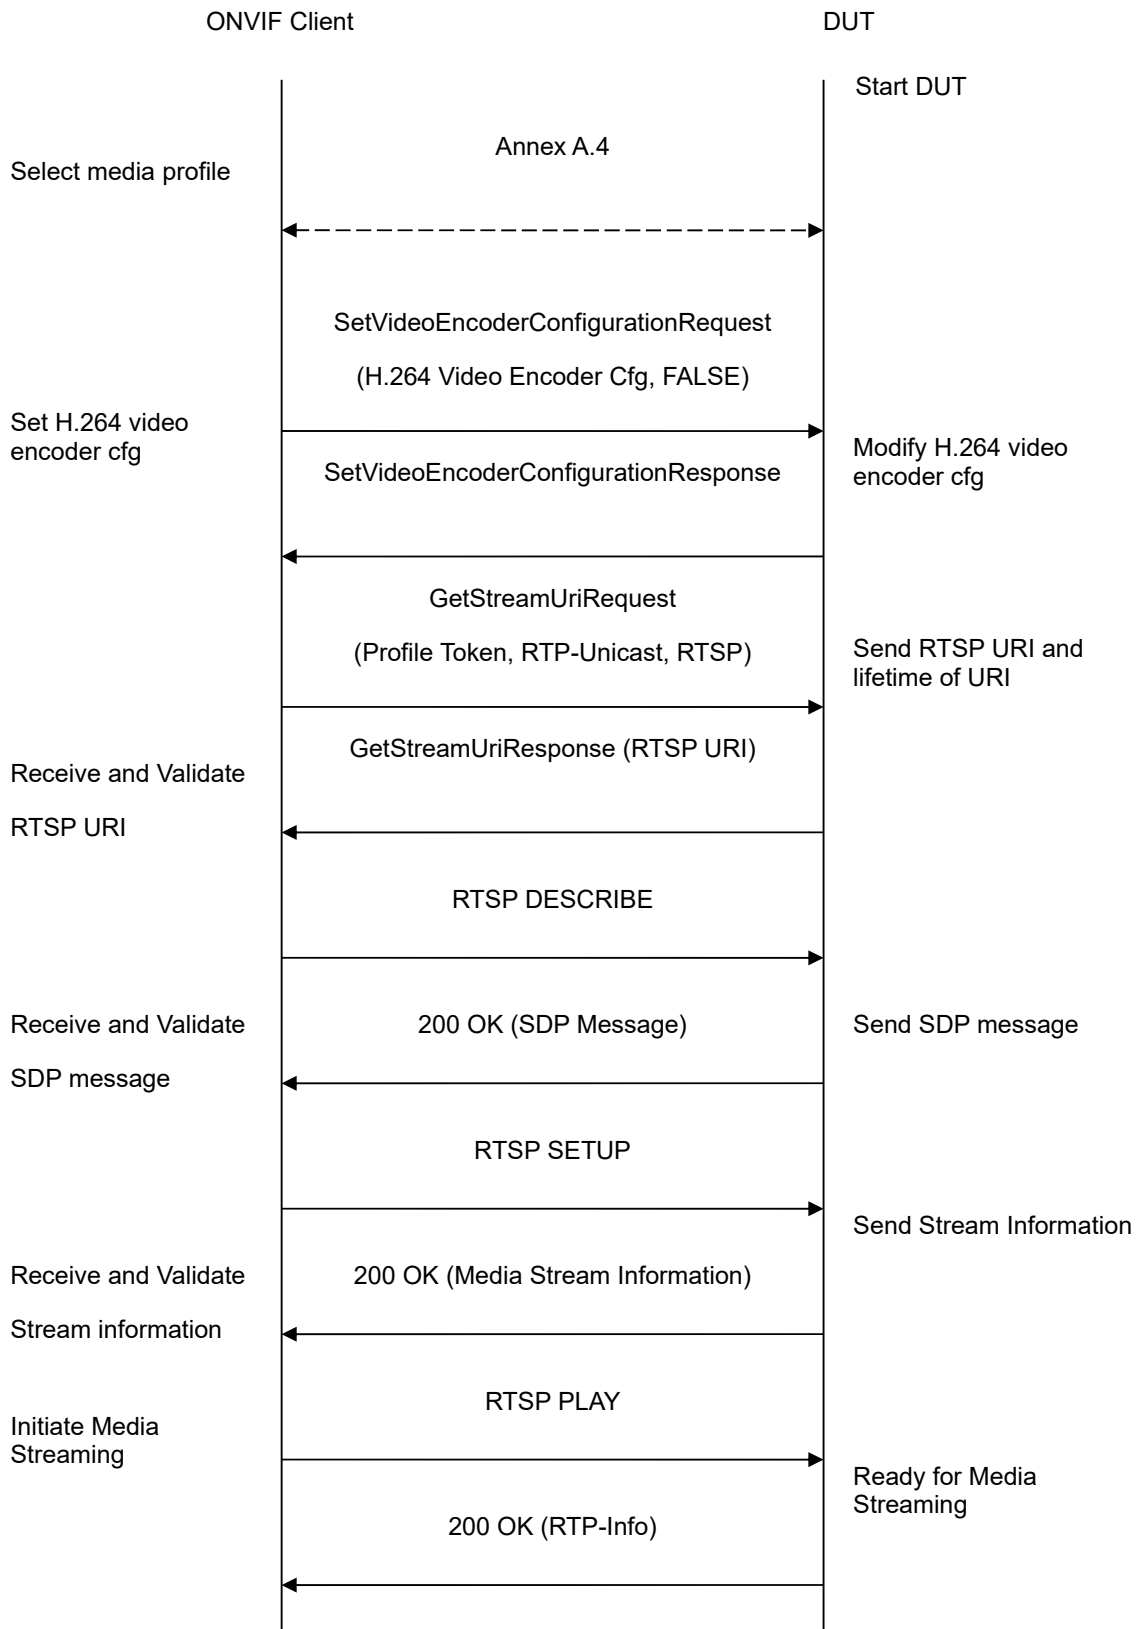 ONVIF Client
DUT
Start DUT
Annex A.4
Select media profile
SetVideoEncoderConfigurationRequest
(H.264 Video Encoder Cfg, FALSE)
Set H.264 video
encoder cfg
Modify H.264 video
encoder cfg
SetVideoEncoderConfigurationResponse
GetStreamUriRequest
(Profile Token, RTP-Unicast, RTSP)
Send RTSP URI and
lifetime of URI
GetStreamUriResponse (RTSP URI)
Receive and Validate
RTSP URI
RTSP DESCRIBE
Receive and Validate
SDP message
200 OK (SDP Message)
Send SDP message
RTSP SETUP
Send Stream Information
Receive and Validate
Stream information
200 OK (Media Stream Information)
RTSP PLAY
Initiate Media
Streaming
Ready for Media
Streaming
200 OK (RTP-Info)